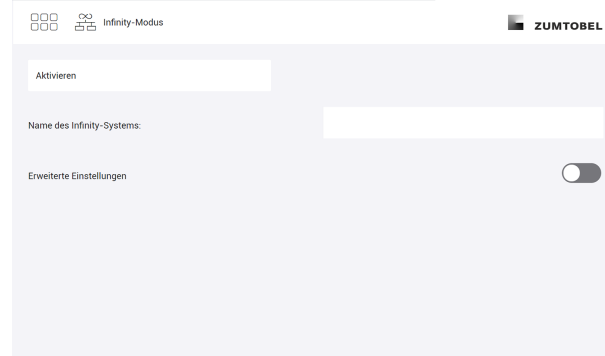 Infinity-Modus
ZUMTOBEL
Aktivieren
Name des Infinity-Systems:
Erweiterte Einstellungen